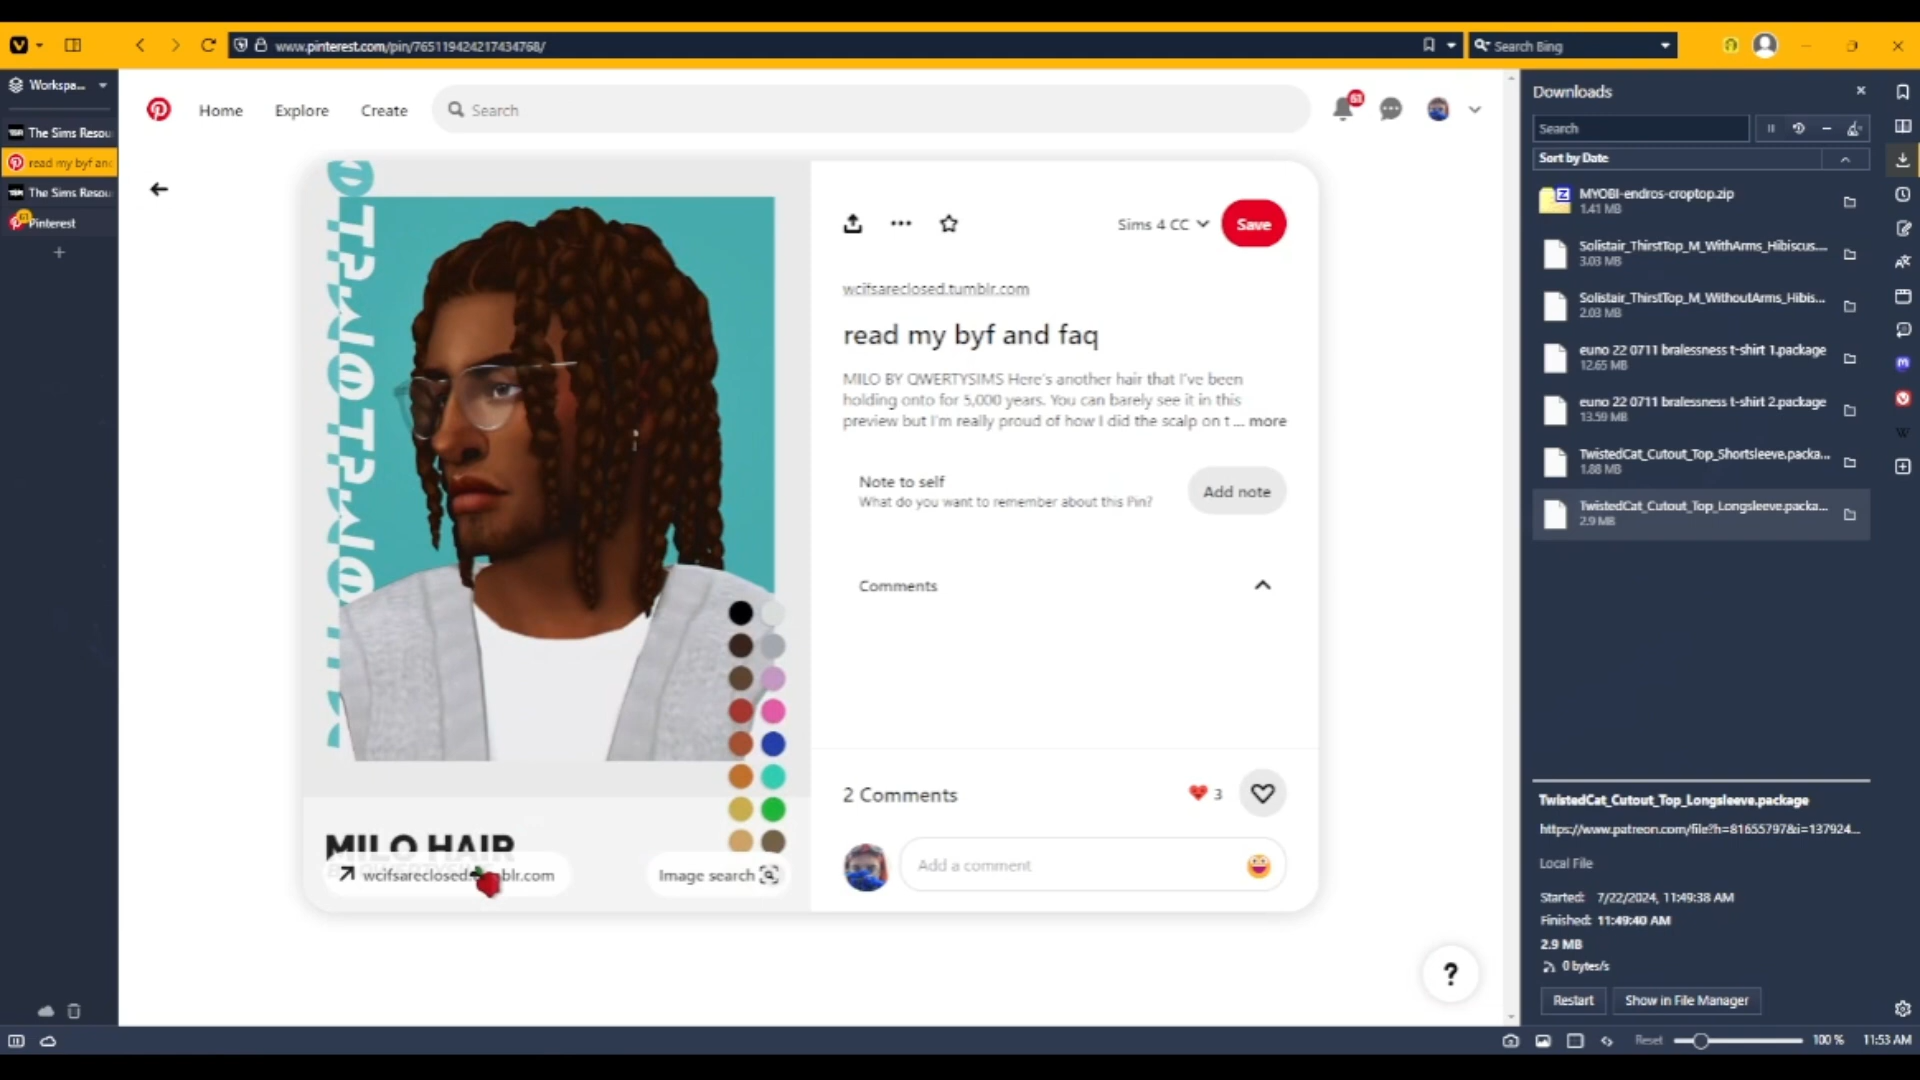 www.pinterest.com/pin/765119424217434768/
Search Bing
Workspa...
The Sims Resou
read my byf and
The Sims Resou
Pinterest
Home
Explore
Create
Search
61
Sims 4 CC
Save
wcifsareclosed.tumblr.com
read my byf and faq
MILO BY QWERTYSIMS Here's another hair that I've been
holding onto for 5,000 years. You can barely see it in this
preview but I'm really proud of how I did the scalp on t ... more
Note to self
What do you want to remember about this Pin?
Add note
Comments
2 Comments
3
Add a comment
MILO HAIR
Image search
?
Downloads
Search
Sort by Date
MYOBI-endros-croptop.zip
1.41 MB
Solistair_ThirstTop_M_WithArms_Hibiscus....
3.03 MB
Solistair_ThirstTop_M_WithoutArms_Hibis...
2.03 MB
euno 22 0711 bralessness t-shirt 1.package
12.65 MB
euno 22 0711 bralessness t-shirt 2.package
13.59 MB
TwistedCat_Cutout_Top_Shortsleeve.packa...
1.88 MB
TwistedCat_Cutout_Top_Longsleeve.packa...
2.9 MB
TwistedCat_Cutout_Top_Longsleeve.package
https://www.patreon.com/file?h=81655797&i=137924...
Local File
Started: 7/22/2024, 11:49:38 AM
Finished: 11:49:40 AM
2.9 MB
0 bytes/s
Restart
Show in File Manager
Reset
100 %
11:53 AM